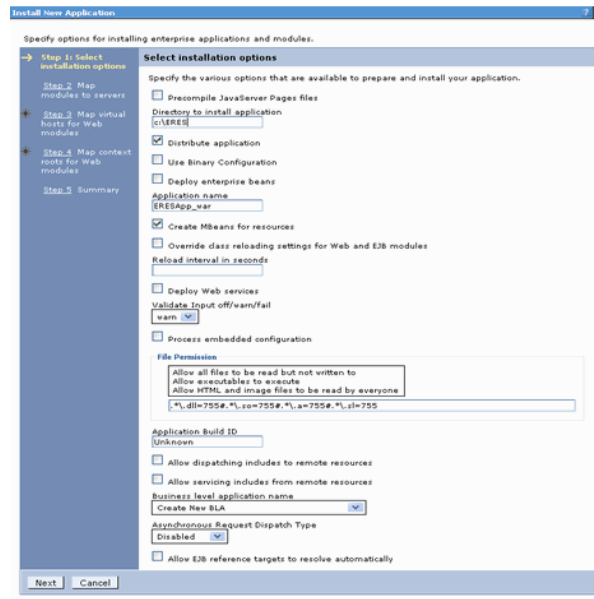 Install New Application
?
Specify options for installing enterprise applications and modules.
Step 1: Select
installation options
Step 2 Map
modules to servers
Step 3 Map virtual
hosts for Web
modules
Step 4 Map context
roots for Web
modules
Step 5 Summary
Select installation options
Specify the various options that are available to prepare and install your application.
Precompile JavaServer Pages files
Directory to install application
c:\ERES
Distribute application
Use Binary Configuration
Deploy enterprise beans
Application name
ERESApp_war
Create MBeans for resources
Override class reloading settings for Web and EJB modules
Reload interval in seconds
Deploy Web services
Validate Input off/warn/fail
warn
Process embedded configuration
File Permission
Allow all files to be read but not written to
Allow executables to execute
Allow HTML and image files to be read by everyone
.*\.dll=755#.*\.so=755#.*\.a=755#.*\.sl=755
Application Build ID
Unknown
Allow dispatching includes to remote resources
Allow servicing includes from remote resources
Business level application name
Create New BLA
Asynchronous Request Dispatch Type
Disabled
Allow EJB reference targets to resolve automatically
Next
Cancel